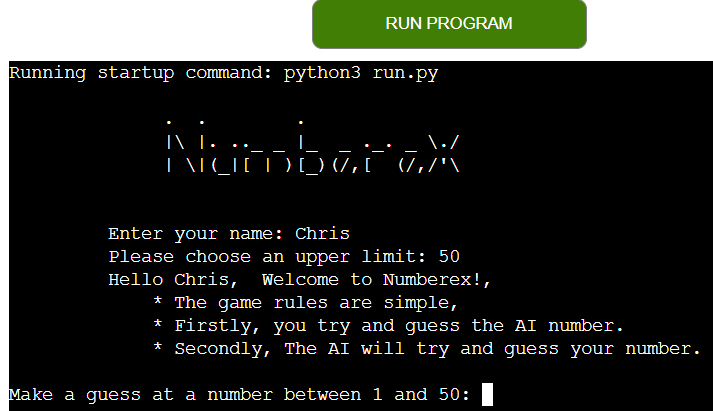 RUN PROGRAM
Running startup command: python3 run.py
.  .          .
|\ |. .._ _ |_  _ ._. _ \./
| \|(_|[ | )[_)(/,[  (/,/'\
Enter your name: Chris
Please choose an upper limit: 50
Hello Chris,  Welcome to Numberex!,
* The game rules are simple,
* Firstly, you try and guess the AI number.
* Secondly, The AI will try and guess your number.
Make a guess at a number between 1 and 50: